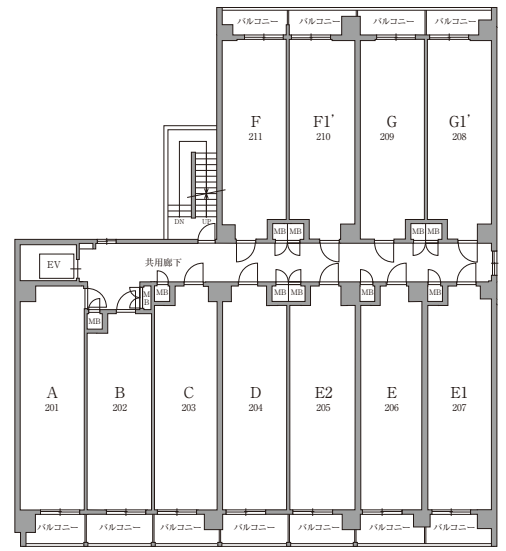 バルコニー バルコニー バルコニー バルコニー
F F1' G G1'
211 210 209 208
DN UP
MB MB MB MB
EV 共用廊下
MB MB MB MB MB MB
MB
A B C D E2 E E1
201 202 203 204 205 206 207
バルコニー バルコニー バルコニー バルコニー バルコニー バルコニー バルコニー